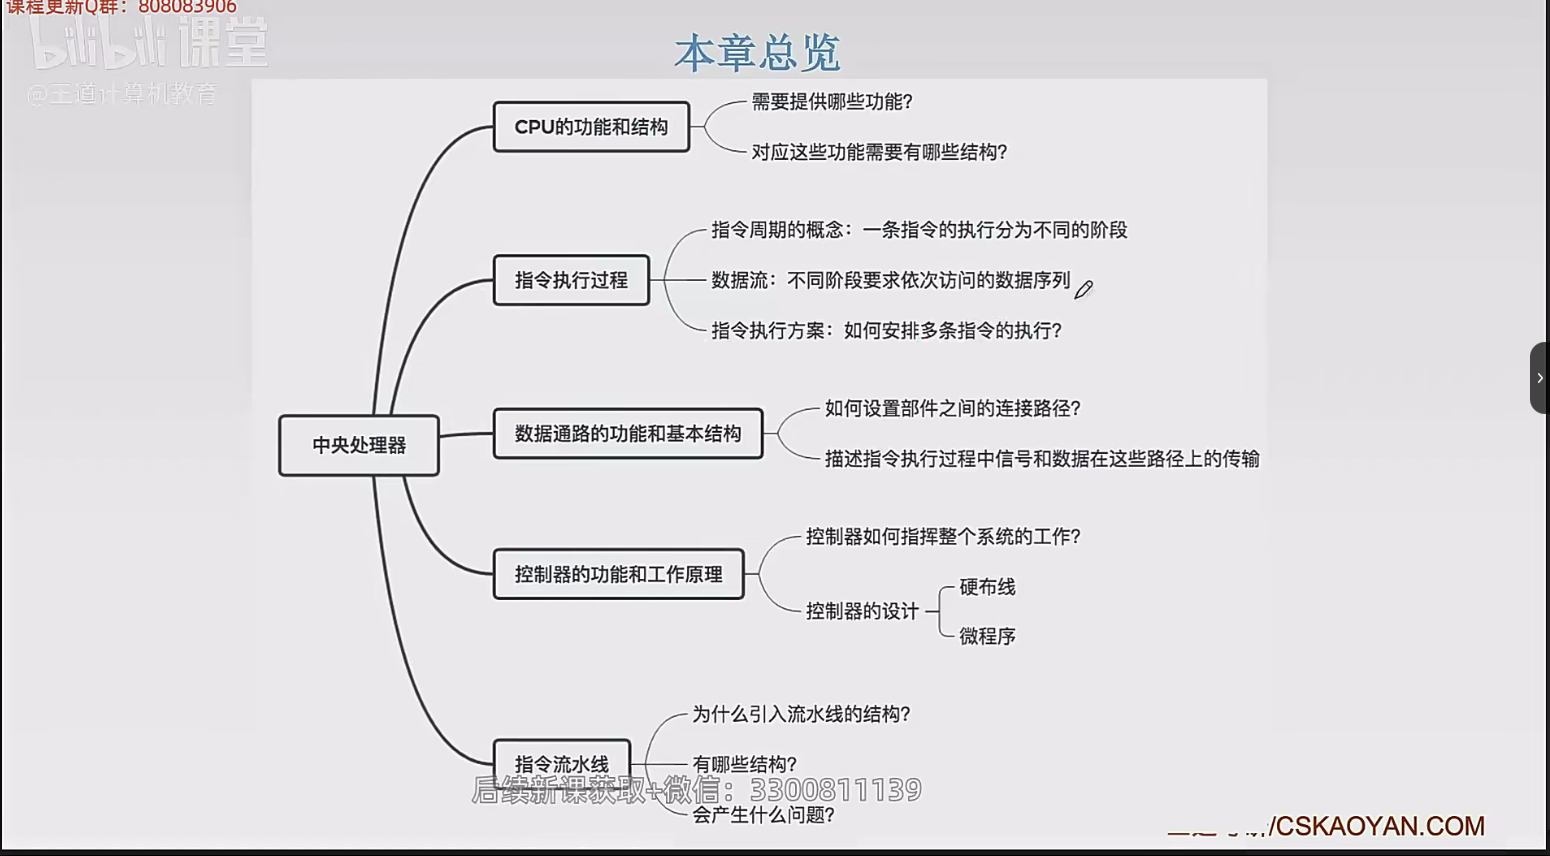 课程更新Q群：808083906
bilibili 课堂
@王道计算机教育
本章总览
CPU的功能和结构
需要提供哪些功能？
对应这些功能需要有哪些结构？
指令执行过程
指令周期的概念：一条指令的执行分为不同的阶段
数据流：不同阶段要求依次访问的数据序列
指令执行方案：如何安排多条指令的执行？
中央处理器
数据通路的功能和基本结构
如何设置部件之间的连接路径？
描述指令执行过程中信号和数据在这些路径上的传输
控制器的功能和工作原理
控制器如何指挥整个系统的工作？
控制器的设计
硬布线
微程序
指令流水线
为什么引入流水线的结构？
有哪些结构？
会产生什么问题？
后续新课获取+微信：3300811139
/CSKAOYAN.COM